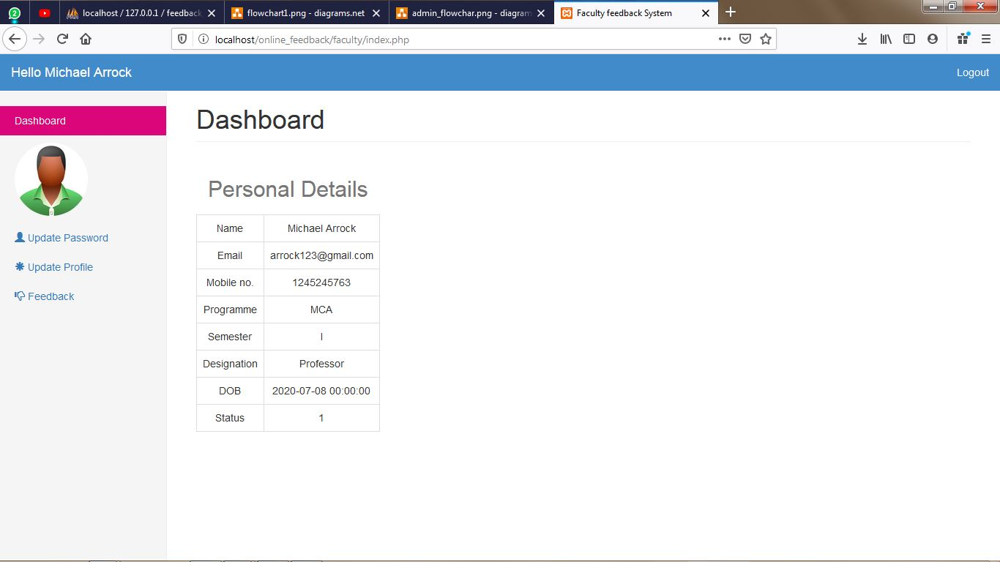 2
localhost / 127.0.0.1 / feedback
flowchart1.png - diagrams.net
admin_flowchar.png - diagram
Faculty feedback System
localhost/online_feedback/faculty/index.php
Hello Michael Arrock
Logout
Dashboard
Update Password
Update Profile
Feedback
Dashboard
Personal Details
Name Michael Arrock
Email arrock123@gmail.com
Mobile no. 1245245763
Programme MCA
Semester I
Designation Professor
DOB 2020-07-08 00:00:00
Status 1